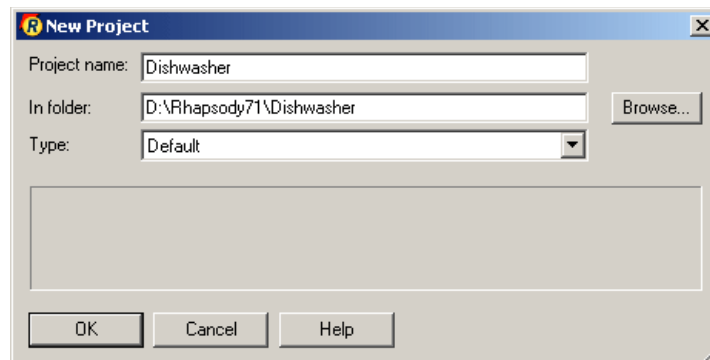 R New Project
Project name: Dishwasher
In folder: D:\Rhapsody71\Dishwasher Browse...
Type: Default
OK Cancel Help